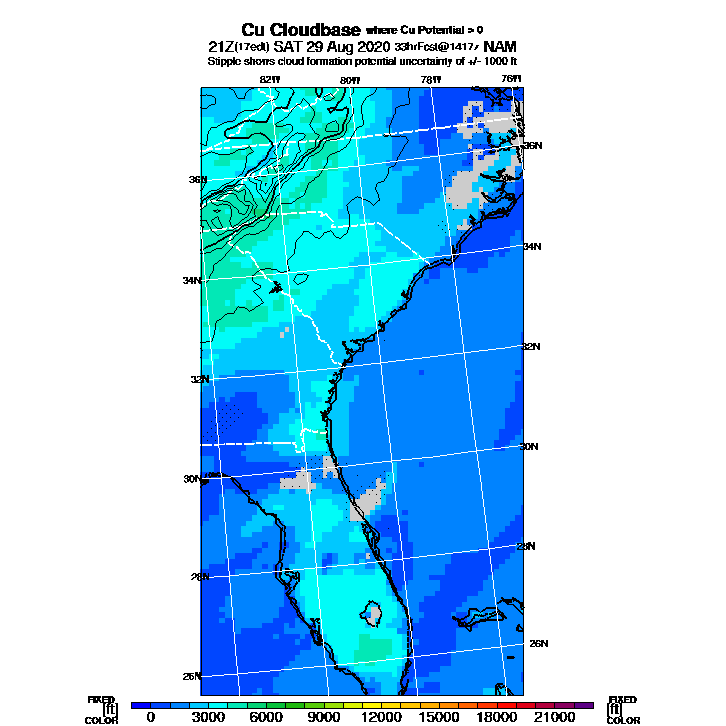 Cu Cloudbase where Cu Potential > 0
21Z(17edt) SAT 29 Aug 2020 33hrFcst@1417z NAM
Stipple shows cloud formation potential uncertainty of +/- 1000 ft
82W 80W 78W 76W
36N
36N
34N
34N
32N
32N
30N
30N
28N
28N
26N
26N
FIXED FIXED
[ft] [ft]
COLOR COLOR
0 3000 6000 9000 12000 15000 18000 21000